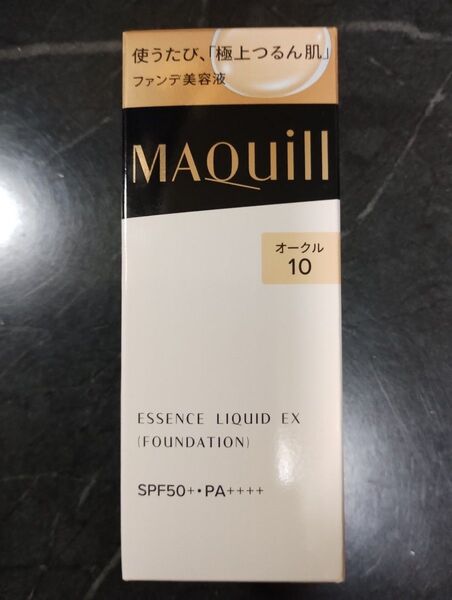 使うたび、「極上つるん肌」
ファンデ美容液
MAQuill
オークル
10
ESSENCE LIQUID EX
(FOUNDATION)
SPF50+・PA++++